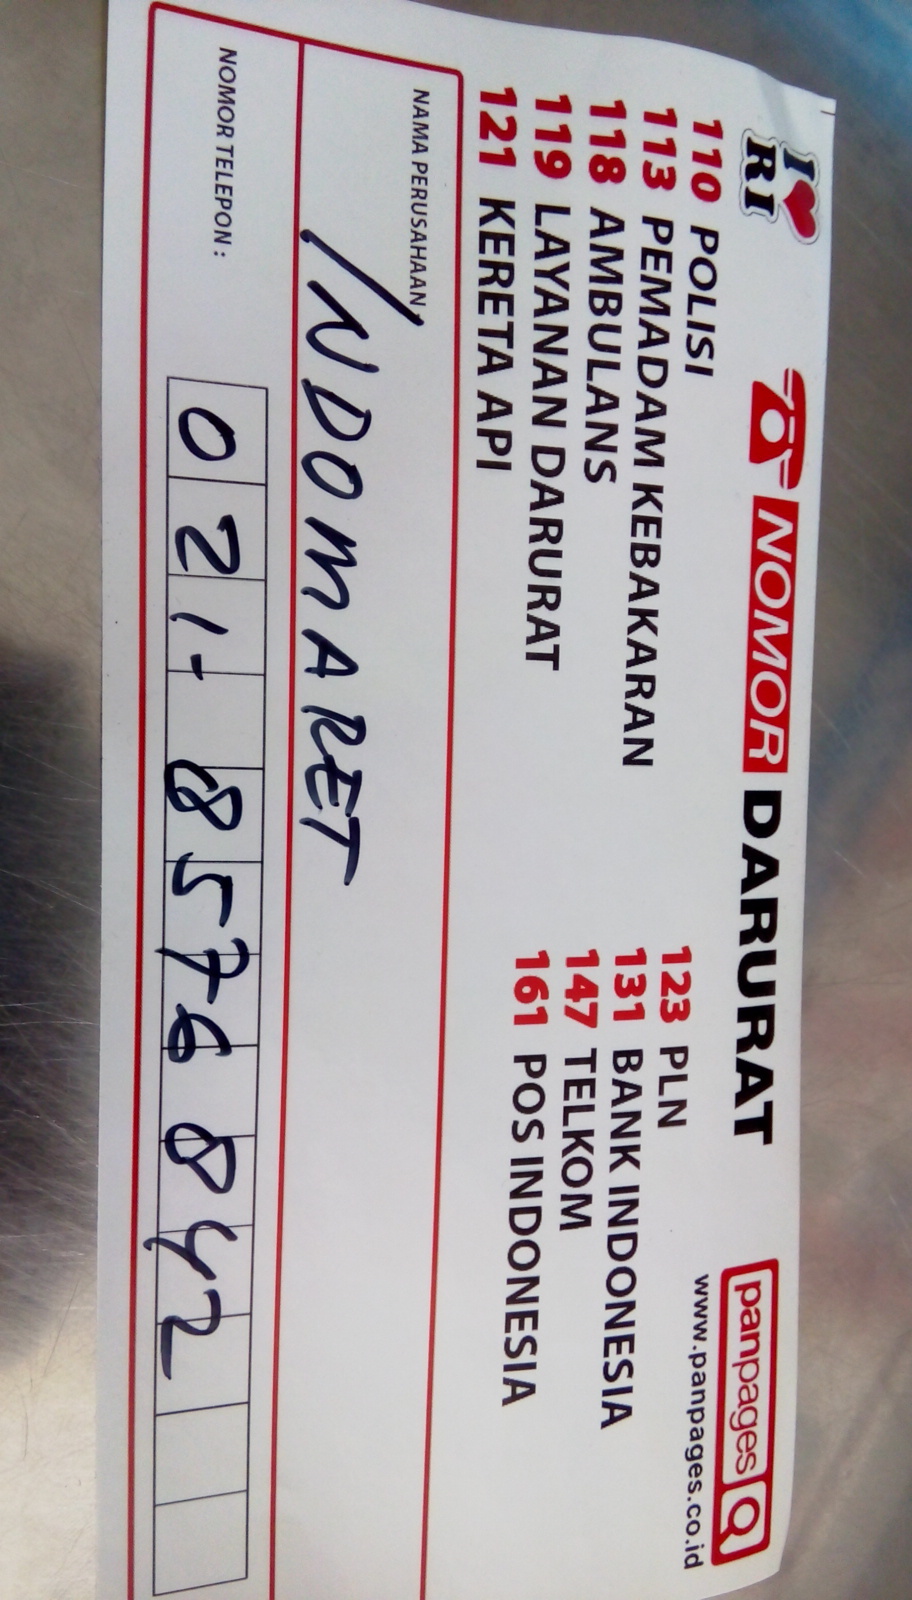 I ❤ RI
NOMOR DARURAT
panpages Q
www.panpages.co.id
110 POLISI
113 PEMADAM KEBAKARAN
118 AMBULANS
119 LAYANAN DARURAT
121 KERETA API
123 PLN
131 BANK INDONESIA
147 TELKOM
161 POS INDONESIA
NAMA PERUSAHAAN,
INDOMARET
NOMOR TELEPON :
021-8576842